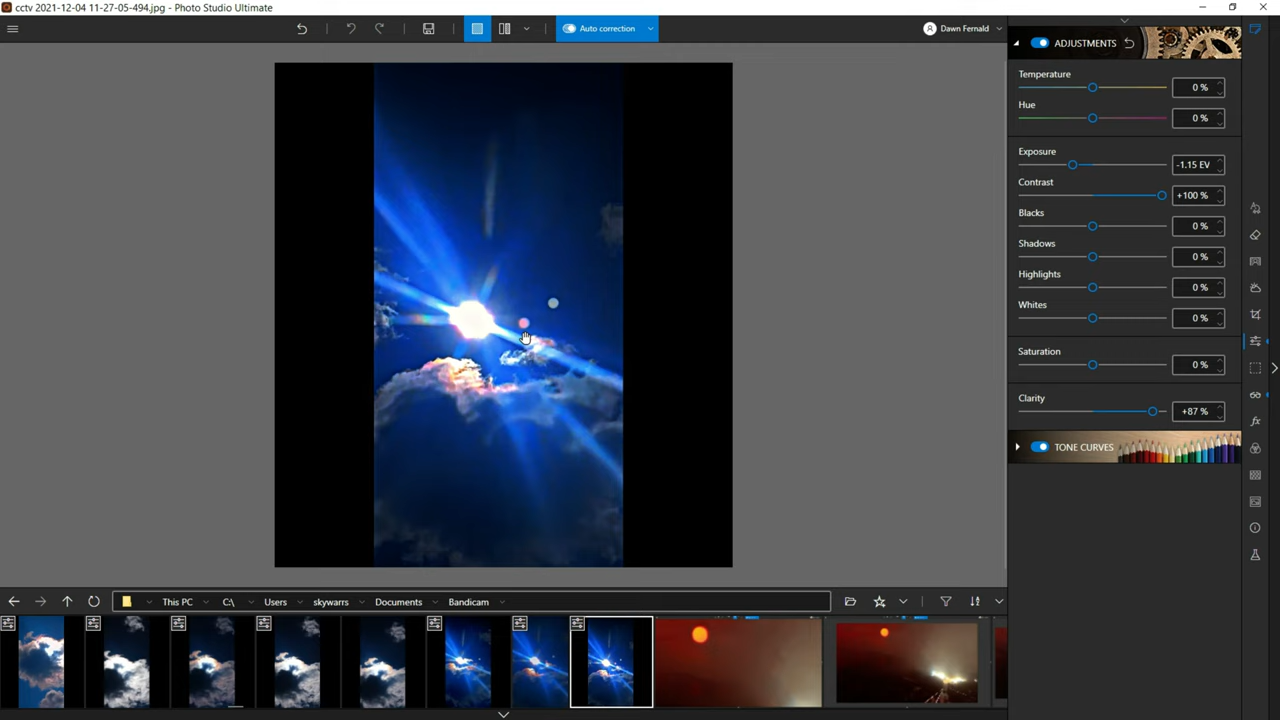 cctv 2021-12-04 11-27-05-494.jpg - Photo Studio Ultimate
Auto correction
Dawn Fernald
ADJUSTMENTS
Temperature
0 %
Hue
0 %
Exposure
-1.15 EV
Contrast
+100 %
Blacks
0 %
Shadows
0 %
Highlights
0 %
Whites
0 %
Saturation
0 %
Clarity
+87 %
TONE CURVES
This PC C:\ Users skywarrs Documents Bandicam